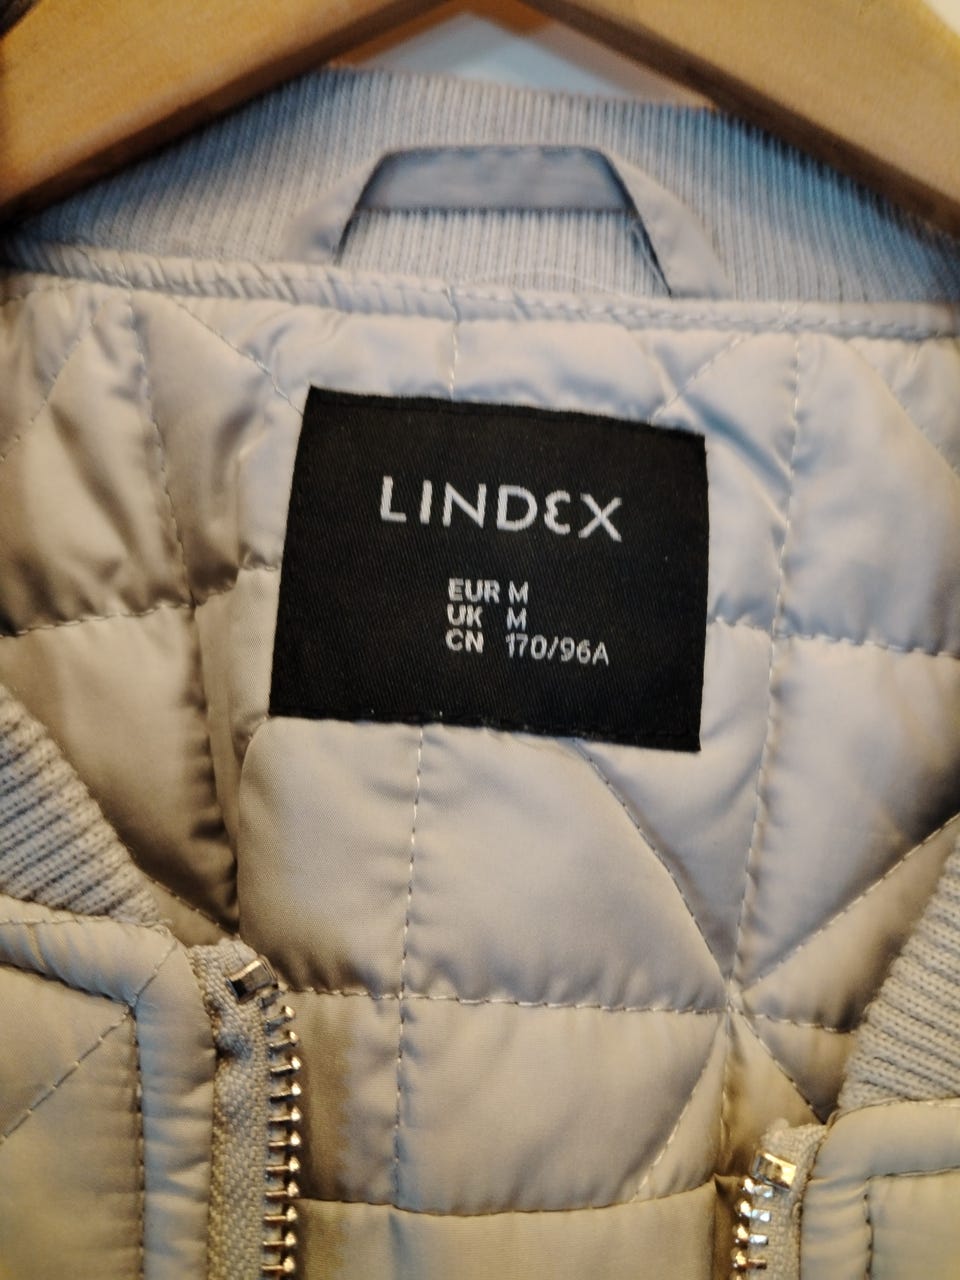 LINDEX
EUR M
UK M
CN 170/96A